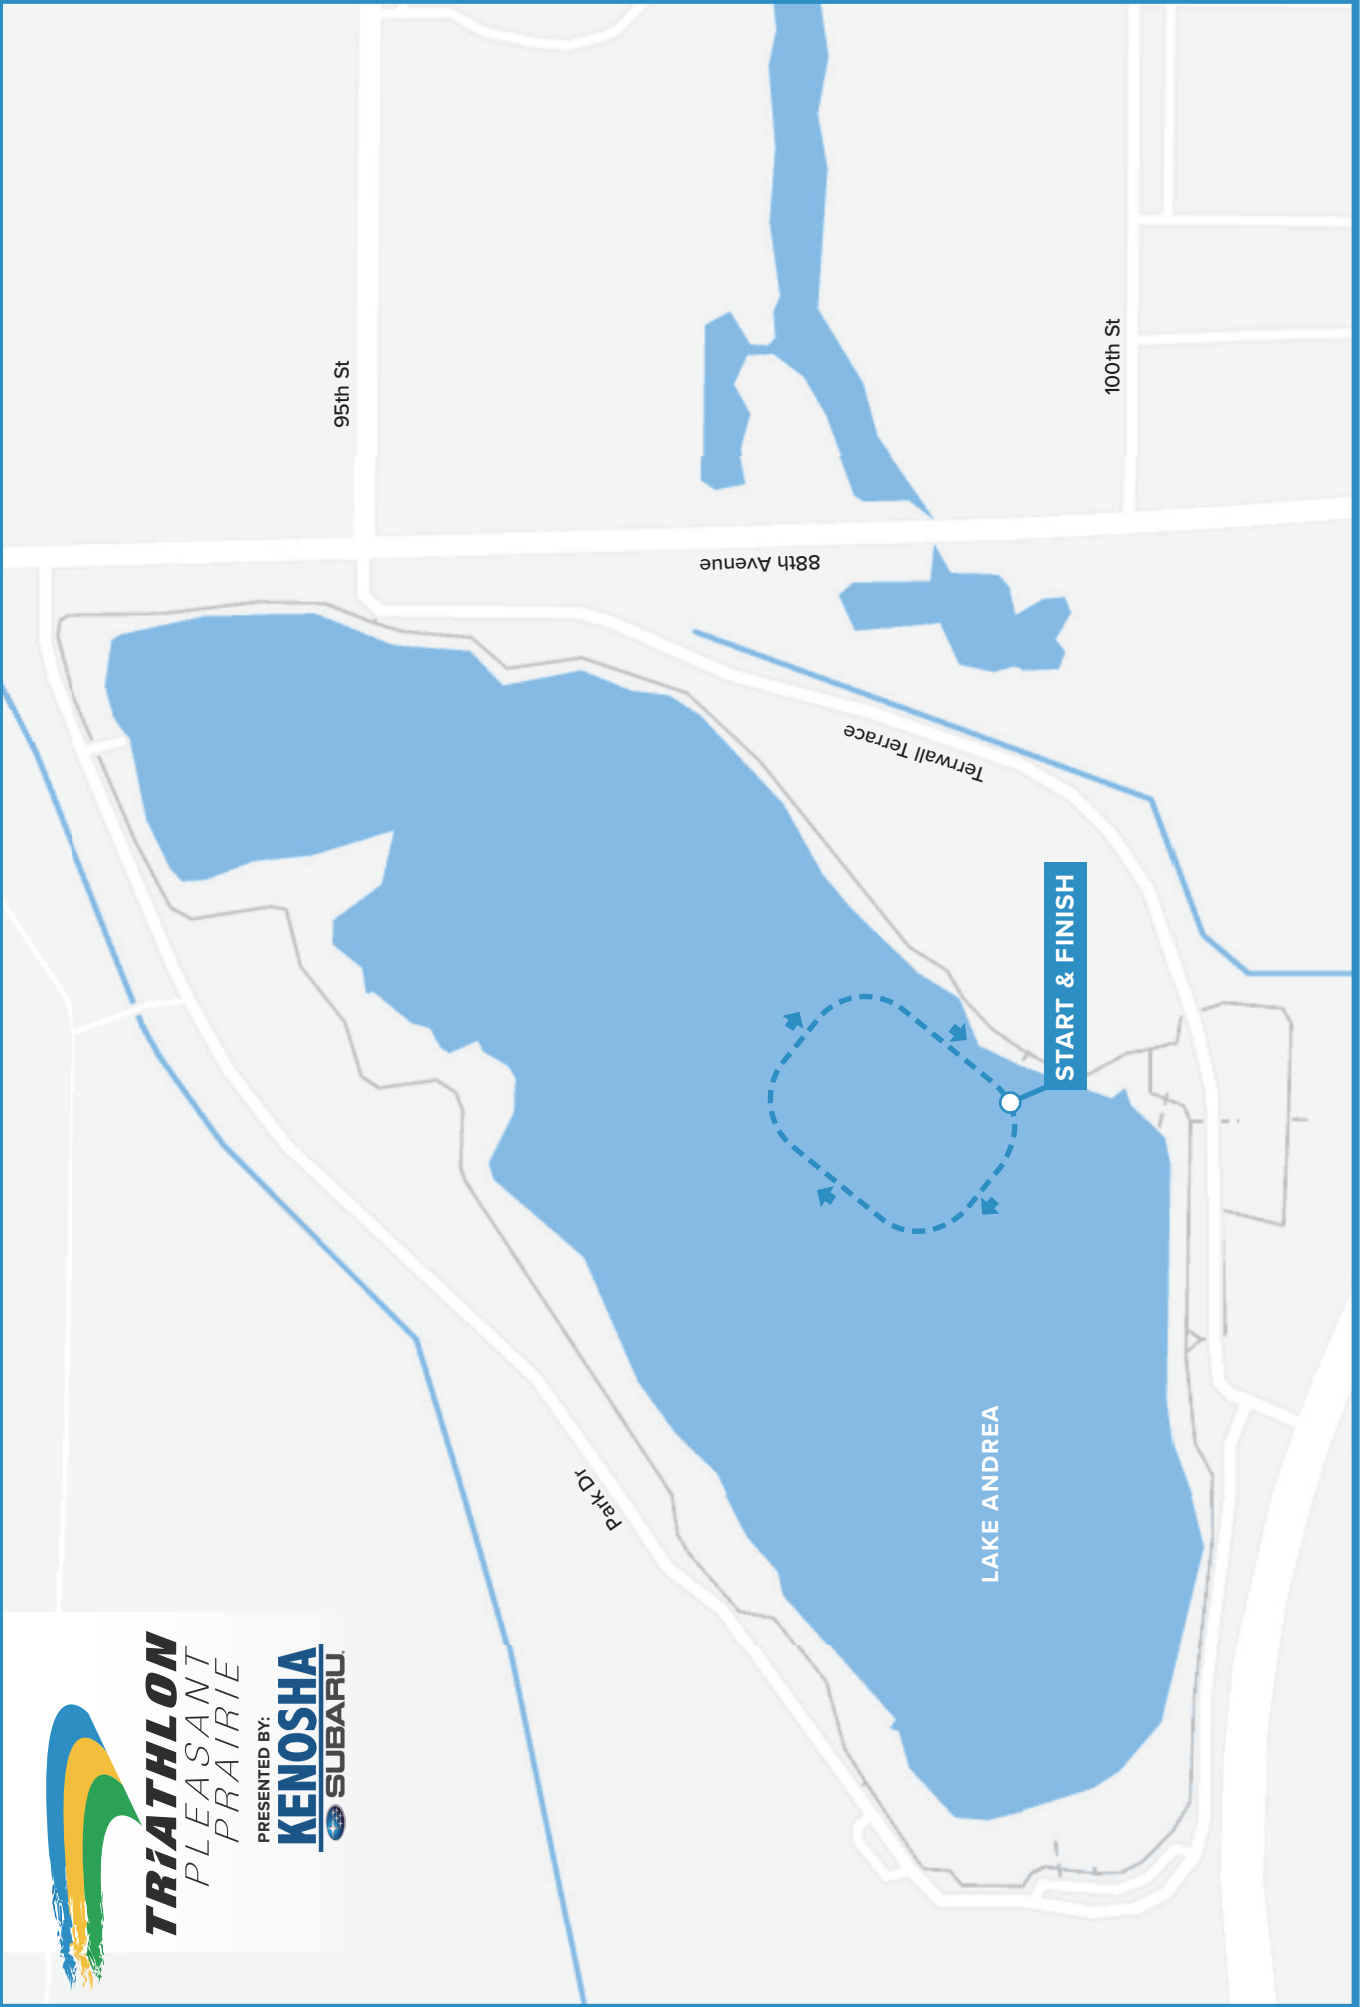 TRiATHLON
PLEASANT
PRAIRIE
PRESENTED BY:
KENOSHA
SUBARU.
Park Dr
LAKE ANDREA
START & FINISH
Terrwall Terrace
88th Avenue
95th St
100th St